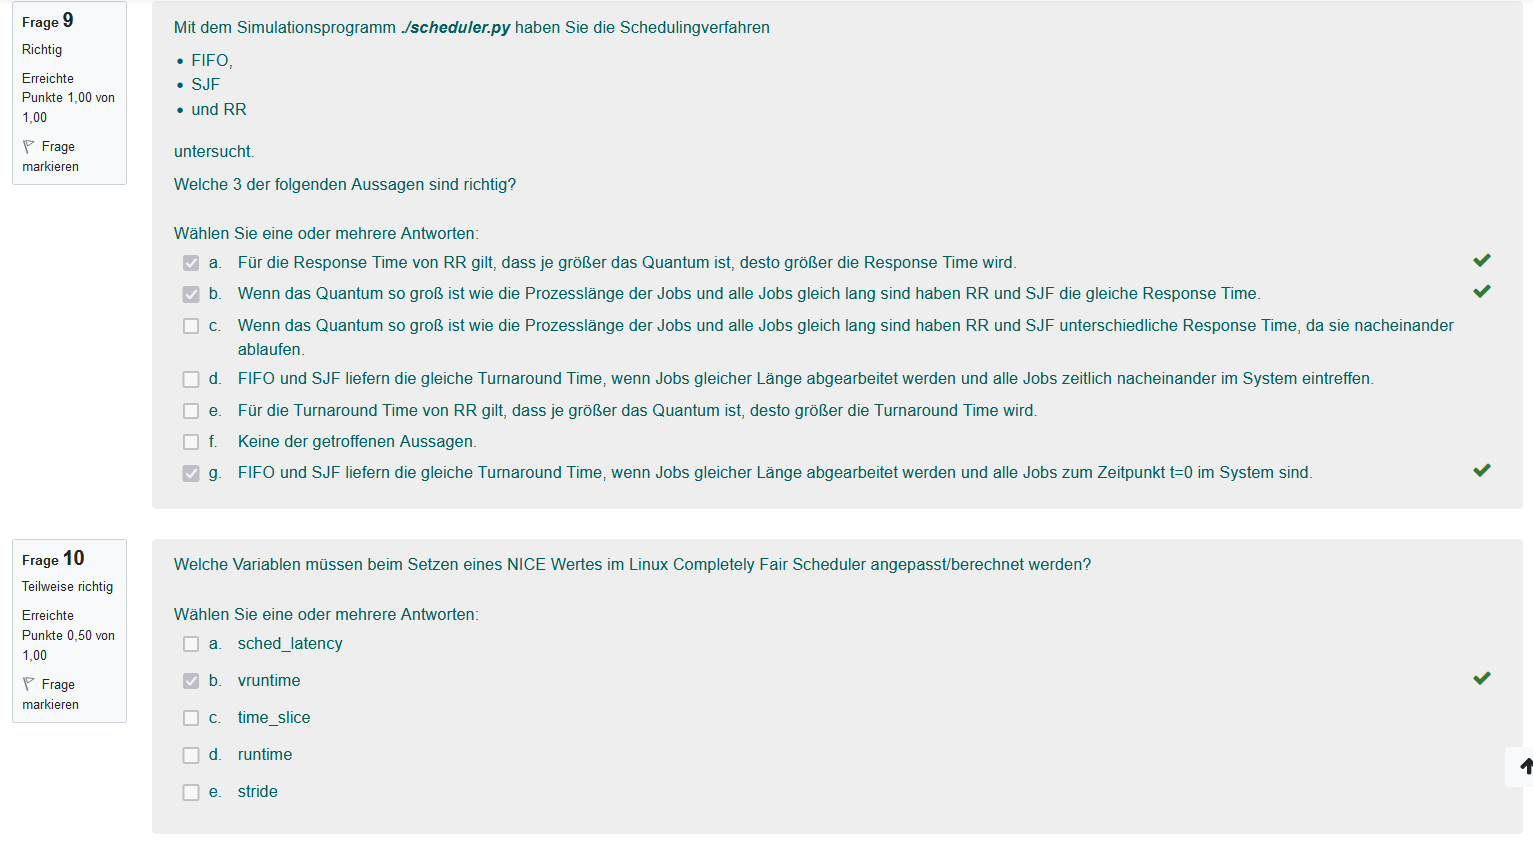 Frage 9
Richtig
Erreichte
Punkte 1,00 von
1,00
Frage
markieren
Mit dem Simulationsprogramm ./scheduler.py haben Sie die Schedulingverfahren
• FIFO,
• SJF
• und RR
untersucht.
Welche 3 der folgenden Aussagen sind richtig?
Wählen Sie eine oder mehrere Antworten:
a. Für die Response Time von RR gilt, dass je größer das Quantum ist, desto größer die Response Time wird.
b. Wenn das Quantum so groß ist wie die Prozesslänge der Jobs und alle Jobs gleich lang sind haben RR und SJF die gleiche Response Time.
c. Wenn das Quantum so groß ist wie die Prozesslänge der Jobs und alle Jobs gleich lang sind haben RR und SJF unterschiedliche Response Time, da sie nacheinander
ablaufen.
d. FIFO und SJF liefern die gleiche Turnaround Time, wenn Jobs gleicher Länge abgearbeitet werden und alle Jobs zeitlich nacheinander im System eintreffen.
e. Für die Turnaround Time von RR gilt, dass je größer das Quantum ist, desto größer die Turnaround Time wird.
f. Keine der getroffenen Aussagen.
g. FIFO und SJF liefern die gleiche Turnaround Time, wenn Jobs gleicher Länge abgearbeitet werden und alle Jobs zum Zeitpunkt t=0 im System sind.
Frage 10
Teilweise richtig
Erreichte
Punkte 0,50 von
1,00
Frage
markieren
Welche Variablen müssen beim Setzen eines NICE Wertes im Linux Completely Fair Scheduler angepasst/berechnet werden?
Wählen Sie eine oder mehrere Antworten:
a. sched_latency
b. vruntime
c. time_slice
d. runtime
e. stride